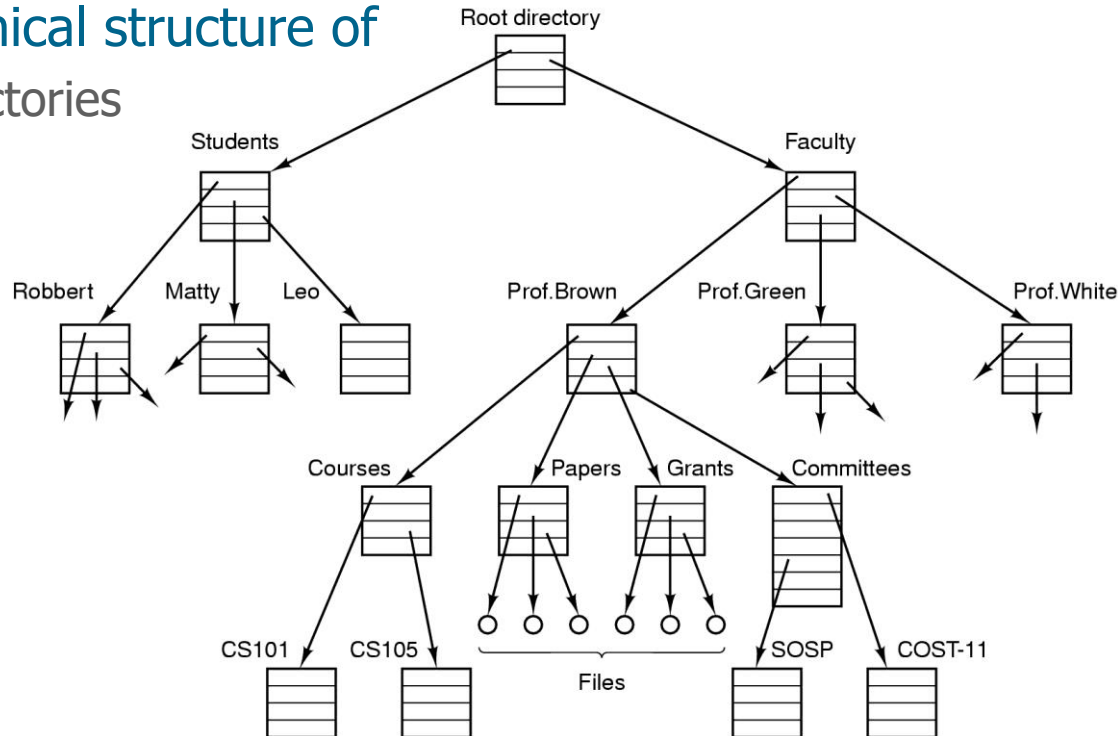 nical structure of
ctories
Root directory
Students
Faculty
Robbert
Matty
Leo
Prof.Brown
Prof.Green
Prof.White
Courses
Papers
Grants
Committees
CS101
CS105
SOSP
COST-11
Files